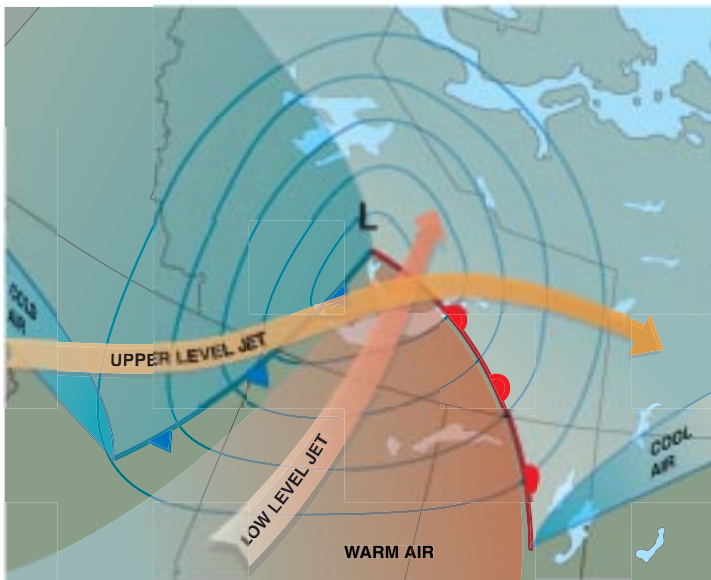 L
COLD
AIR
UPPER LEVEL JET
LOW LEVEL JET
COOL
AIR
WARM AIR